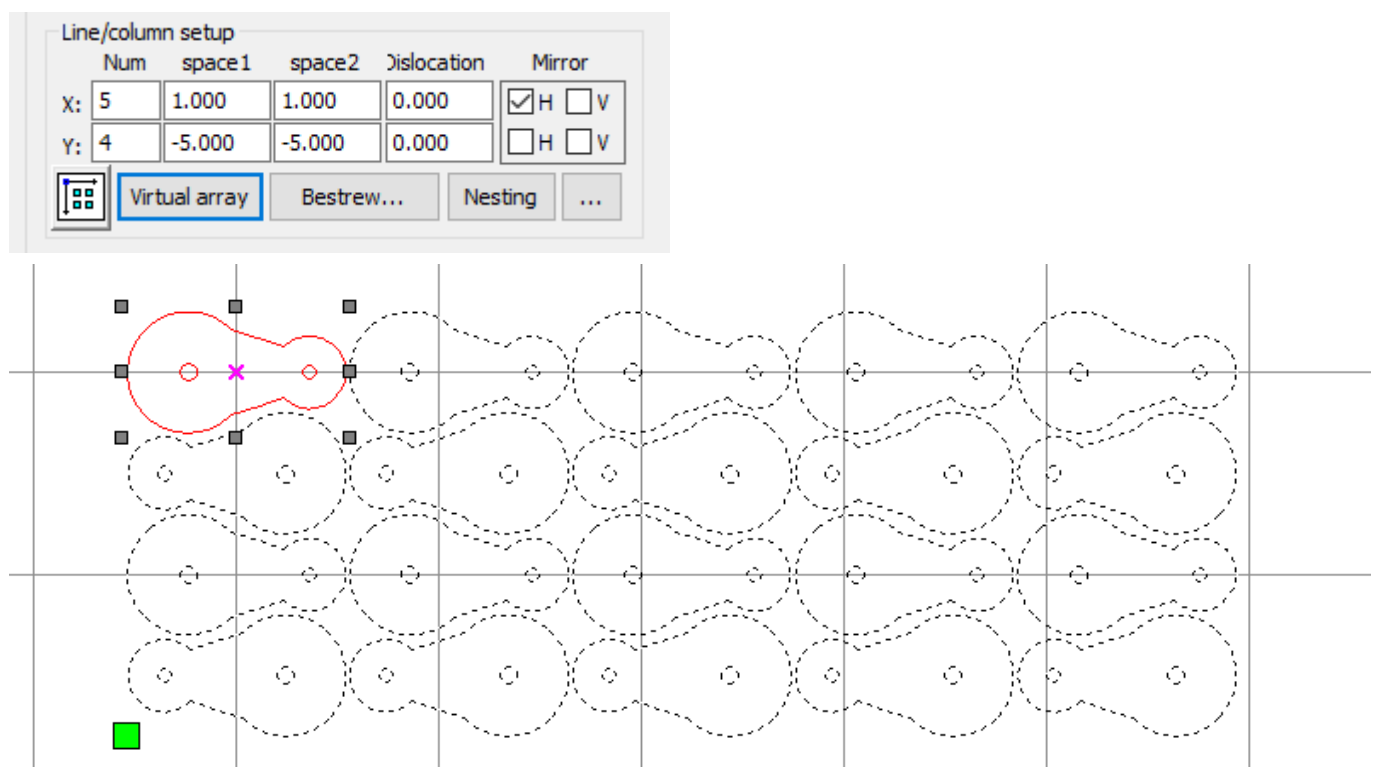 Line/column setup
Num space1 space2 Dislocation Mirror
X: 5 1.000 1.000 0.000 H V
Y: 4 -5.000 -5.000 0.000 H V
Virtual array Bestrew... Nesting ...